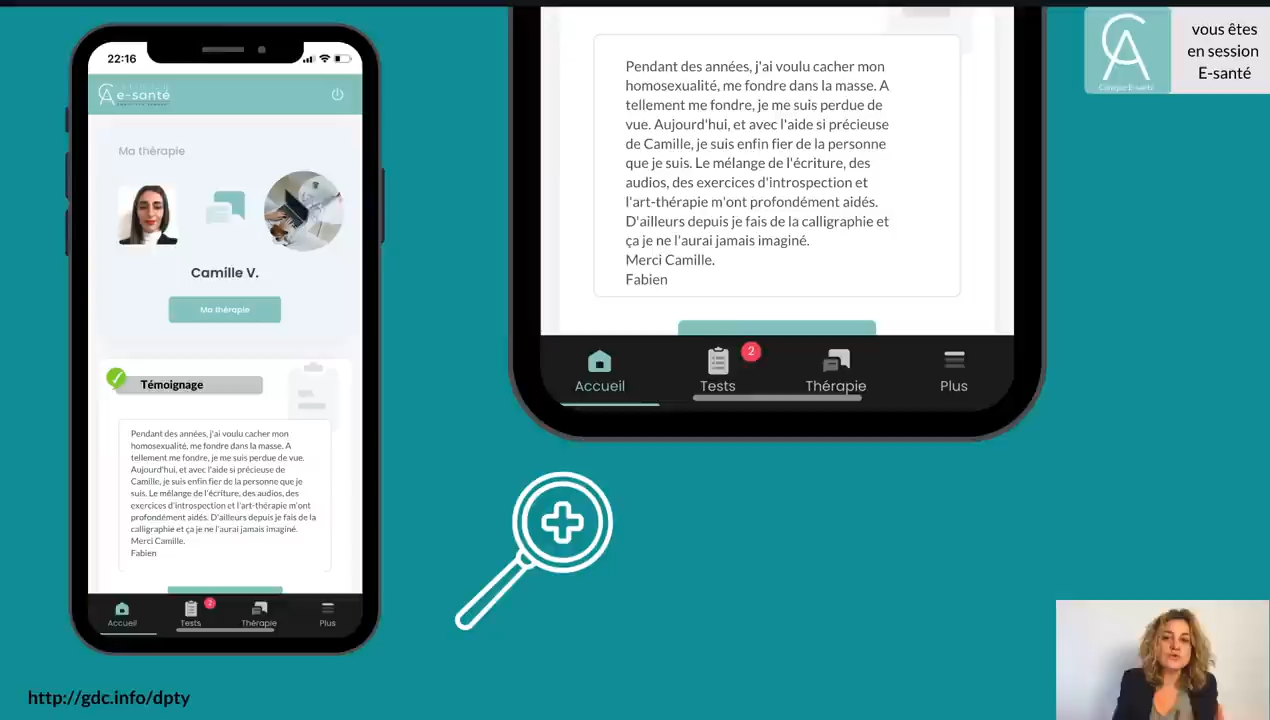 22:16
CA e-santé
Ma thérapie
Camille V.
Ma thérapie
Témoignage
Pendant des années, j'ai voulu cacher mon
homosexualité, me fondre dans la masse. A
tellement me fondre, je me suis perdue de vue.
Aujourd'hui, et avec l'aide si précieuse de
Camille, je suis enfin fier de la personne que je
suis. Le mélange de l'écriture, des audios, des
exercices d'introspection et l'art-thérapie m'ont
profondément aidés. D'ailleurs depuis je fais de la
calligraphie et ça je ne l'aurai jamais imaginé.
Merci Camille.
Fabien
Accueil
Tests
2
Thérapie
Plus
Pendant des années, j'ai voulu cacher mon
homosexualité, me fondre dans la masse. A
tellement me fondre, je me suis perdue de
vue. Aujourd'hui, et avec l'aide si précieuse
de Camille, je suis enfin fier de la personne
que je suis. Le mélange de l'écriture, des
audios, des exercices d'introspection et
l'art-thérapie m'ont profondément aidés.
D'ailleurs depuis je fais de la calligraphie et
ça je ne l'aurai jamais imaginé.
Merci Camille.
Fabien
Accueil
Tests
2
Thérapie
Plus
CA
vous êtes
en session
E-santé
http://gdc.info/dpty